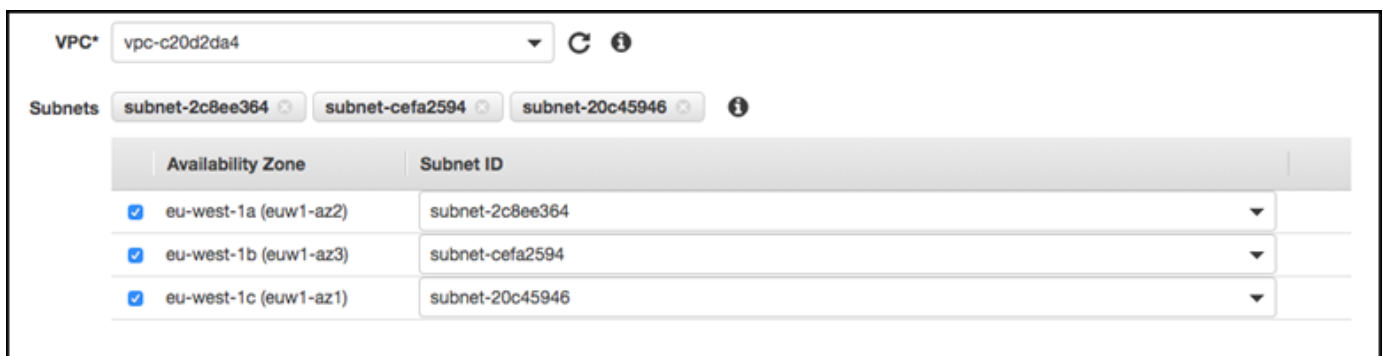 VPC* vpc-c20d2da4
Subnets subnet-2c8ee364 subnet-cefa2594 subnet-20c45946
Availability Zone Subnet ID
eu-west-1a (euw1-az2) subnet-2c8ee364
eu-west-1b (euw1-az3) subnet-cefa2594
eu-west-1c (euw1-az1) subnet-20c45946